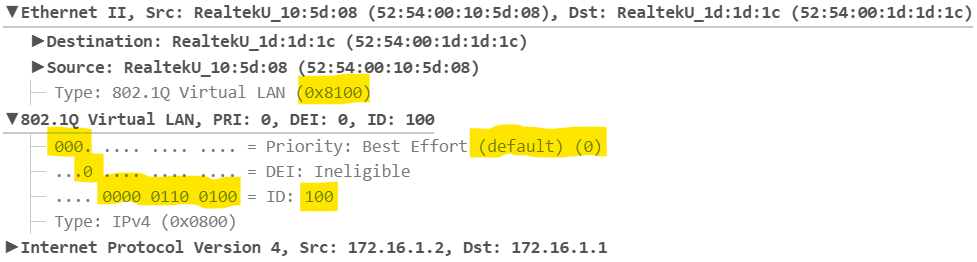 ▼Ethernet II, Src: RealtekU_10:5d:08 (52:54:00:10:5d:08), Dst: RealtekU_1d:1d:1c (52:54:00:1d:1d:1c)
▶Destination: RealtekU_1d:1d:1c (52:54:00:1d:1d:1c)
▶Source: RealtekU_10:5d:08 (52:54:00:10:5d:08)
Type: 802.1Q Virtual LAN (0x8100)
▼802.1Q Virtual LAN, PRI: 0, DEI: 0, ID: 100
000. .... .... .... = Priority: Best Effort (default) (0)
...0 .... .... .... = DEI: Ineligible
.... 0000 0110 0100 = ID: 100
Type: IPv4 (0x0800)
▶Internet Protocol Version 4, Src: 172.16.1.2, Dst: 172.16.1.1